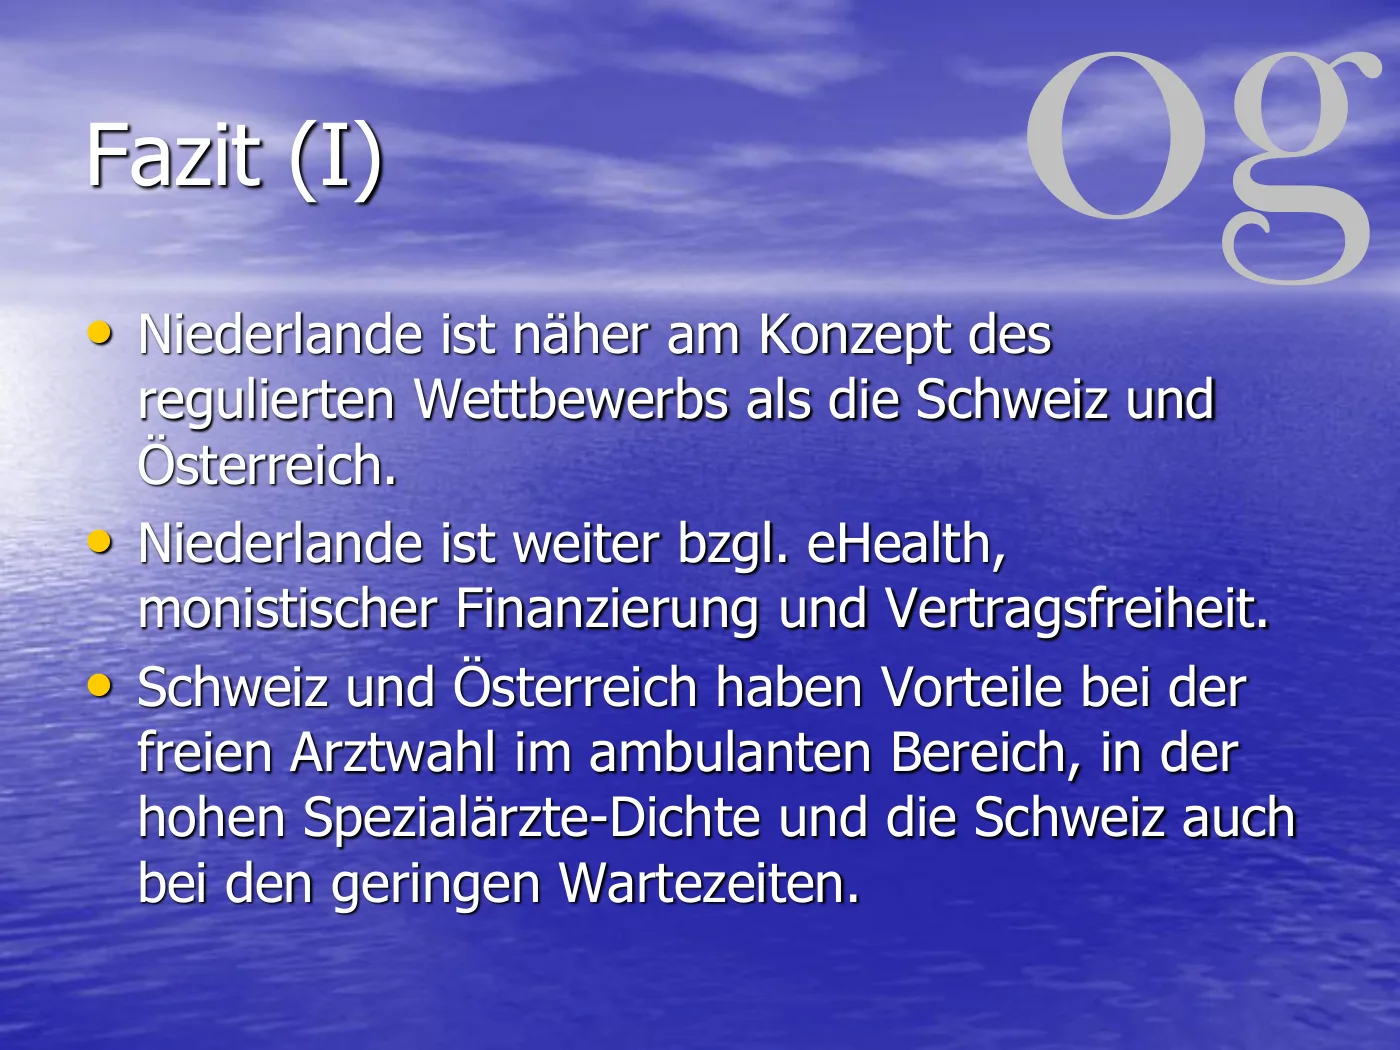 og
Fazit (I)
• Niederlande ist näher am Konzept des
regulierten Wettbewerbs als die Schweiz und
Österreich.
• Niederlande ist weiter bzgl. eHealth,
monistischer Finanzierung und Vertragsfreiheit.
• Schweiz und Österreich haben Vorteile bei der
freien Arztwahl im ambulanten Bereich, in der
hohen Spezialärzte-Dichte und die Schweiz auch
bei den geringen Wartezeiten.